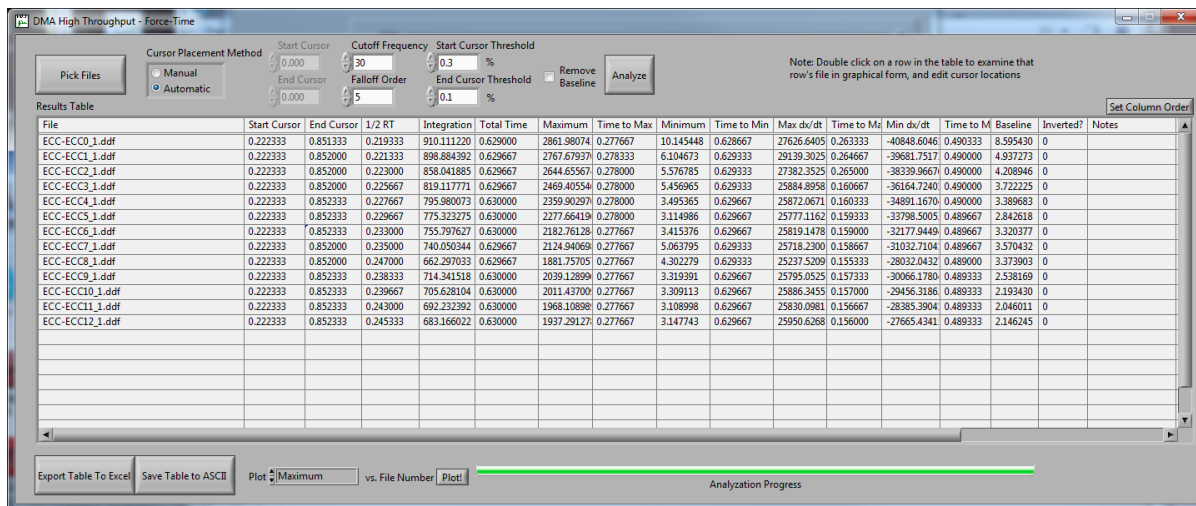 DMA High Throughput - Force-Time
Pick Files
Cursor Placement Method
Manual
Automatic
Start Cursor
0.000
End Cursor
0.000
Cutoff Frequency
30
Falloff Order
5
Start Cursor Threshold
0.3 %
End Cursor Threshold
0.1 %
Remove
Baseline
Analyze
Note: Double click on a row in the table to examine that
row's file in graphical form, and edit cursor locations
Set Column Order
Results Table
File Start Cursor End Cursor 1/2 RT Integration Total Time Maximum Time to Max Minimum Time to Min Max dx/dt Time to Ma Min dx/dt Time to M Baseline Inverted? Notes
ECC-ECC0_1.ddf 0.222333 0.851333 0.219333 910.111220 0.629000 2861.98074 0.277667 10.145448 0.628667 27626.6405 0.263333 -40848.6046 0.490333 8.595430 0
ECC-ECC1_1.ddf 0.222333 0.852000 0.221333 898.884392 0.629667 2767.67937 0.278333 6.104673 0.629333 29139.3025 0.264667 -39681.7517 0.490000 4.937273 0
ECC-ECC2_1.ddf 0.222333 0.852000 0.223000 858.041885 0.629667 2644.65567 0.278000 5.576785 0.629333 27382.3525 0.265000 -38339.9667 0.490000 4.208946 0
ECC-ECC3_1.ddf 0.222333 0.852000 0.225667 819.117771 0.629667 2469.40554 0.278000 5.456965 0.629333 25884.8958 0.160667 -36164.7240 0.490000 3.722225 0
ECC-ECC4_1.ddf 0.222333 0.852333 0.227667 795.980073 0.630000 2359.90297 0.278000 3.495365 0.629667 25872.0671 0.160333 -34891.1670 0.490000 3.389683 0
ECC-ECC5_1.ddf 0.222333 0.852333 0.229667 775.323275 0.630000 2277.66419 0.278000 3.114986 0.629667 25777.1162 0.159333 -33798.5005 0.489667 2.842618 0
ECC-ECC6_1.ddf 0.222333 0.852333 0.233000 755.797627 0.630000 2182.76128 0.277667 3.415376 0.629667 25819.1478 0.159000 -32177.9449 0.489667 3.320377 0
ECC-ECC7_1.ddf 0.222333 0.852000 0.235000 740.050344 0.629667 2124.94069 0.277667 5.063795 0.629333 25718.2300 0.158667 -31032.7104 0.489667 3.570432 0
ECC-ECC8_1.ddf 0.222333 0.852000 0.247000 662.297033 0.629667 1881.75705 0.277667 4.302279 0.629333 25237.5209 0.155333 -28032.0432 0.489000 3.373903 0
ECC-ECC9_1.ddf 0.222333 0.852333 0.238333 714.341518 0.630000 2039.12899 0.277667 3.319391 0.629667 25795.0525 0.157333 -30066.1780 0.489333 2.538169 0
ECC-ECC10_1.ddf 0.222333 0.852333 0.239667 705.628104 0.630000 2011.43700 0.277667 3.309113 0.629667 25886.3455 0.157000 -29456.3186 0.489333 2.193430 0
ECC-ECC11_1.ddf 0.222333 0.852333 0.243000 692.232392 0.630000 1968.10898 0.277667 3.108998 0.629667 25830.0981 0.156667 -28385.3904 0.489333 2.046011 0
ECC-ECC12_1.ddf 0.222333 0.852333 0.245333 683.166022 0.630000 1937.29127 0.277667 3.147743 0.629667 25950.6268 0.156000 -27665.4341 0.489333 2.146245 0
Export Table To Excel
Save Table to ASCII
Plot Maximum vs. File Number Plot!
Analyzation Progress